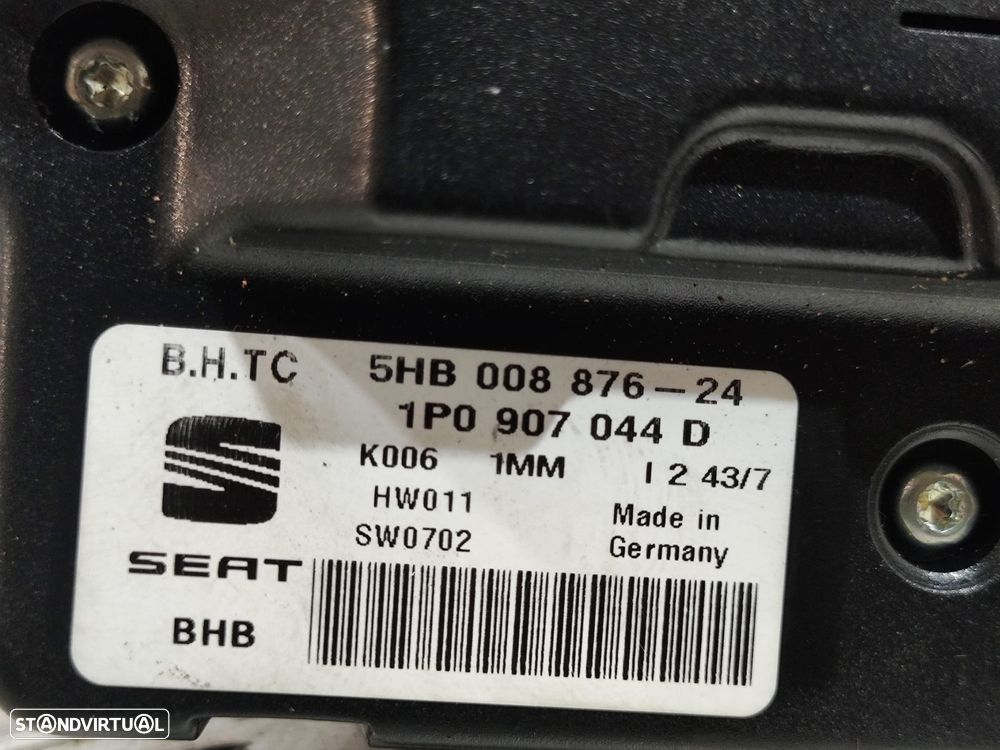 B.H.TC 5HB 008 876-24
1P0 907 044 D
K006 1MM I 2 43/7
HW011
SW0702
Made in
Germany
SEAT
BHB
STANDVIRTUAL